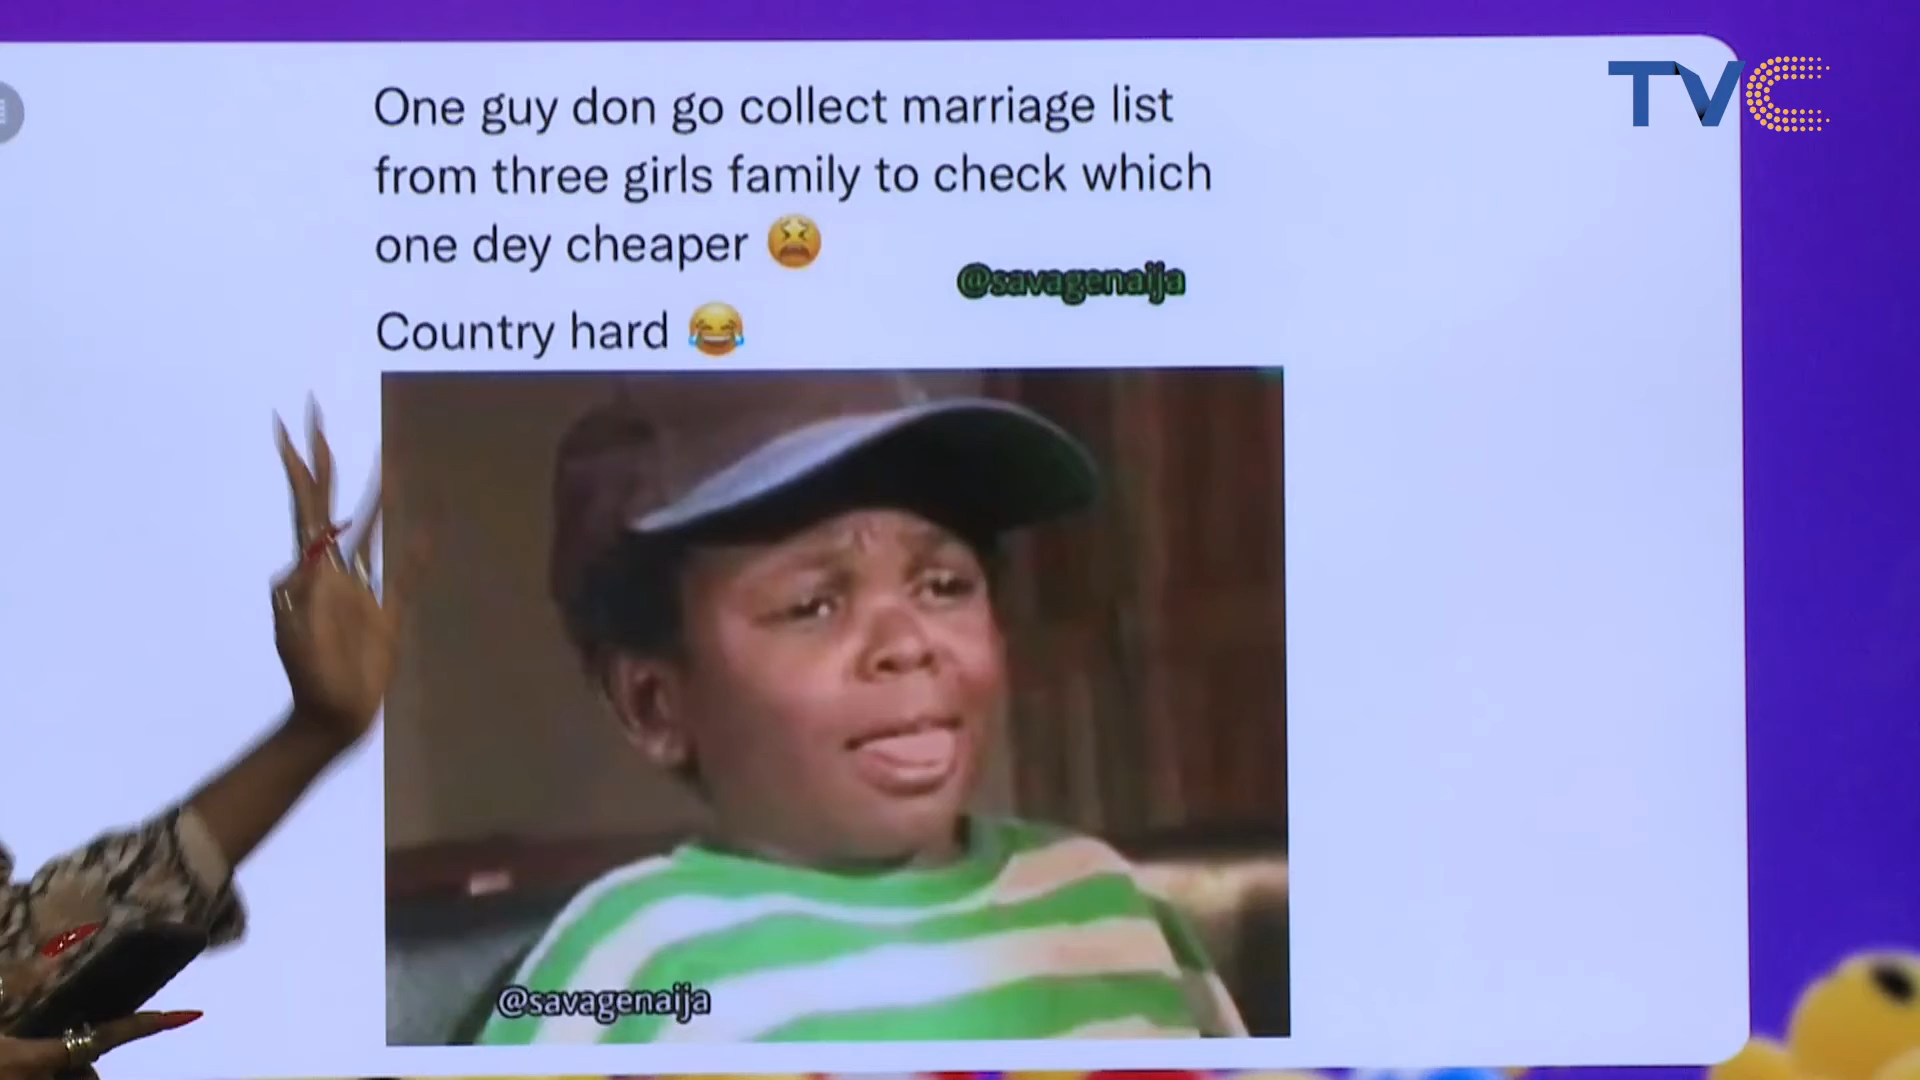 One guy don go collect marriage list
from three girls family to check which
one dey cheaper 😫
@savagenaija
Country hard 😂
@savagenaija
TVC